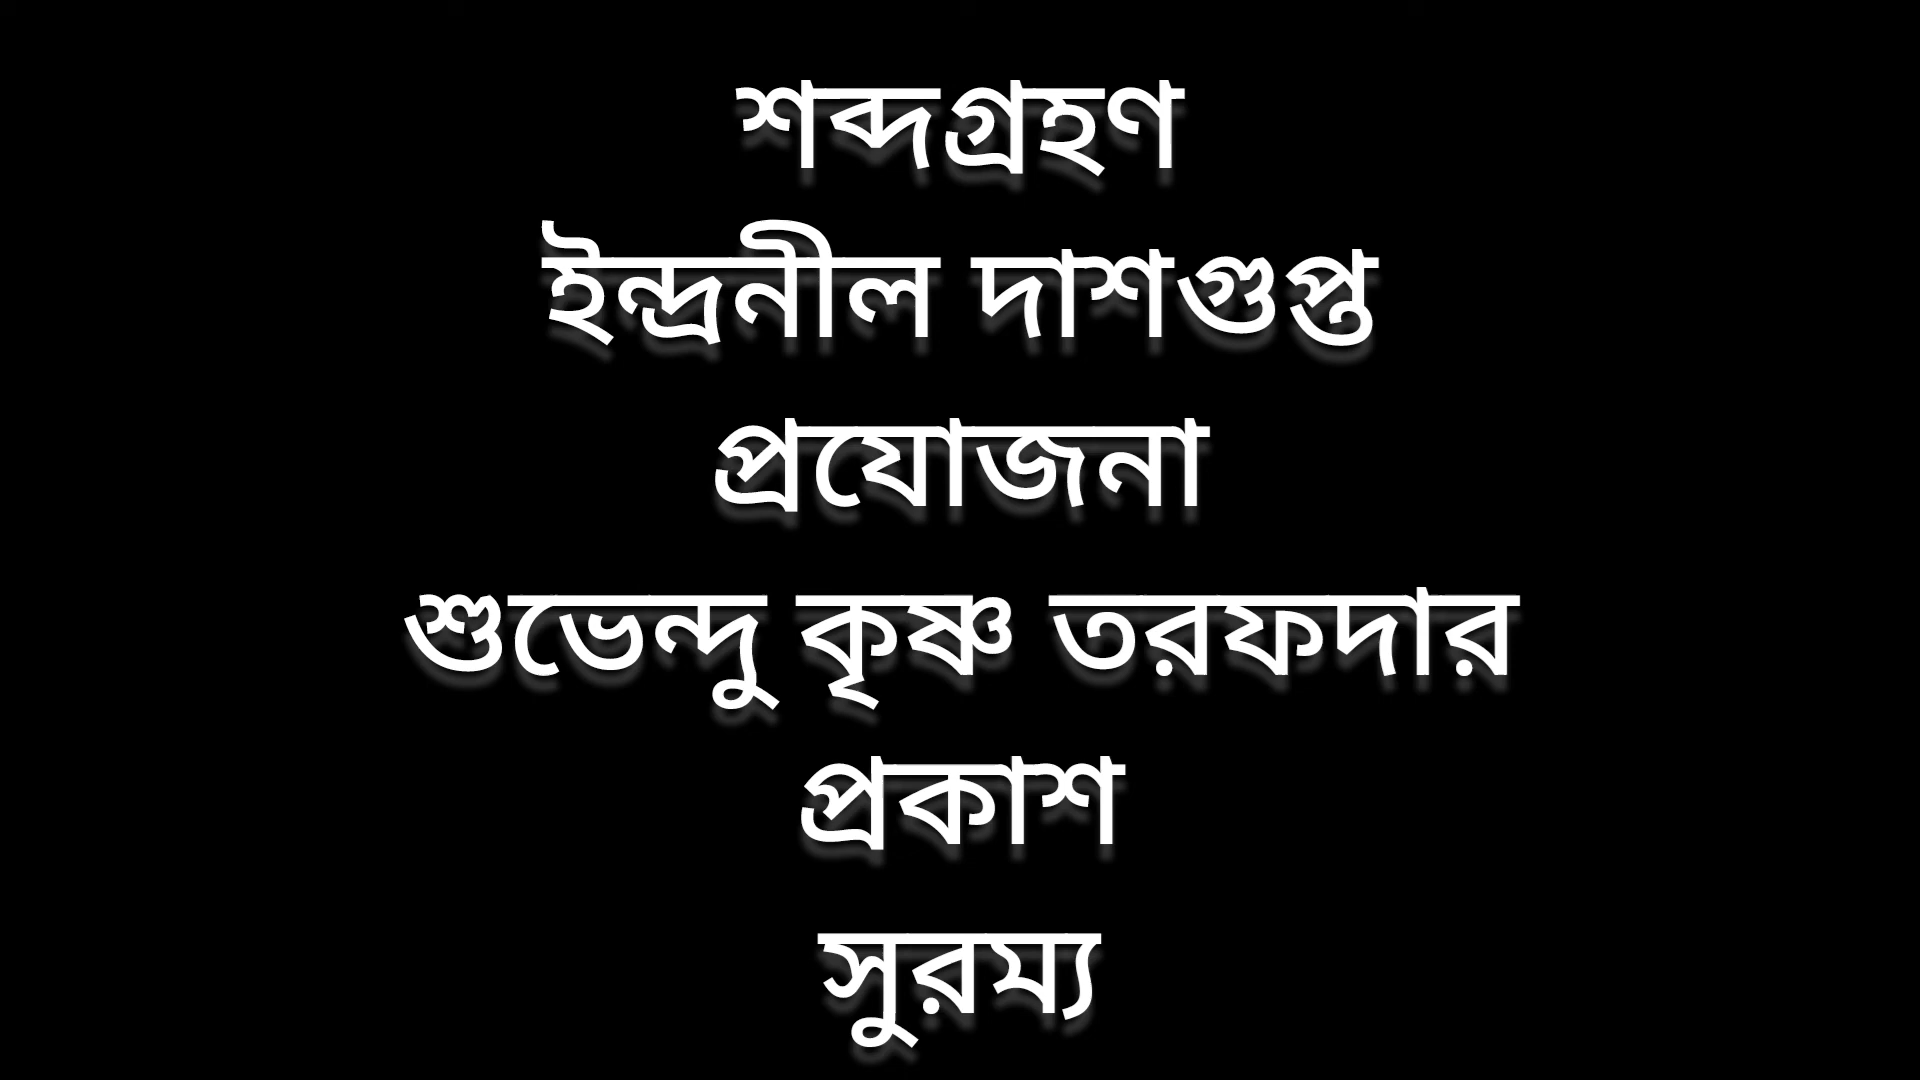 শব্দগ্রহণ
ইন্দ্রনীল দাশগুপ্ত
প্রযোজনা
শুভেন্দু কৃষ্ণ তরফদার
প্রকাশ
সুরম্য